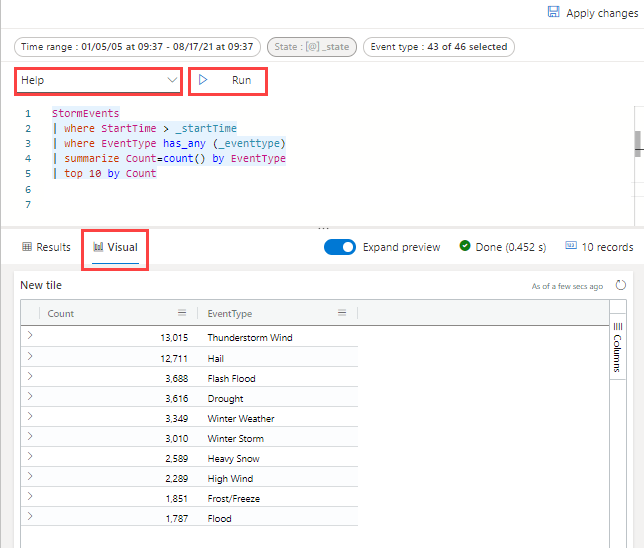 Apply changes
Time range : 01/05/05 at 09:37 - 08/17/21 at 09:37
State : [@] _state
Event type : 43 of 46 selected
Help
Run
1 StormEvents
2 | where StartTime > _startTime
3 | where EventType has_any (_eventtype)
4 | summarize Count=count() by EventType
5 | top 10 by Count
6
7
Results
Visual
Expand preview
Done (0.452 s)
10 records
New tile
As of a few secs ago
Count EventType
13,015 Thunderstorm Wind
12,711 Hail
3,688 Flash Flood
3,616 Drought
3,349 Winter Weather
3,010 Winter Storm
2,589 Heavy Snow
2,289 High Wind
1,851 Frost/Freeze
1,787 Flood
Columns